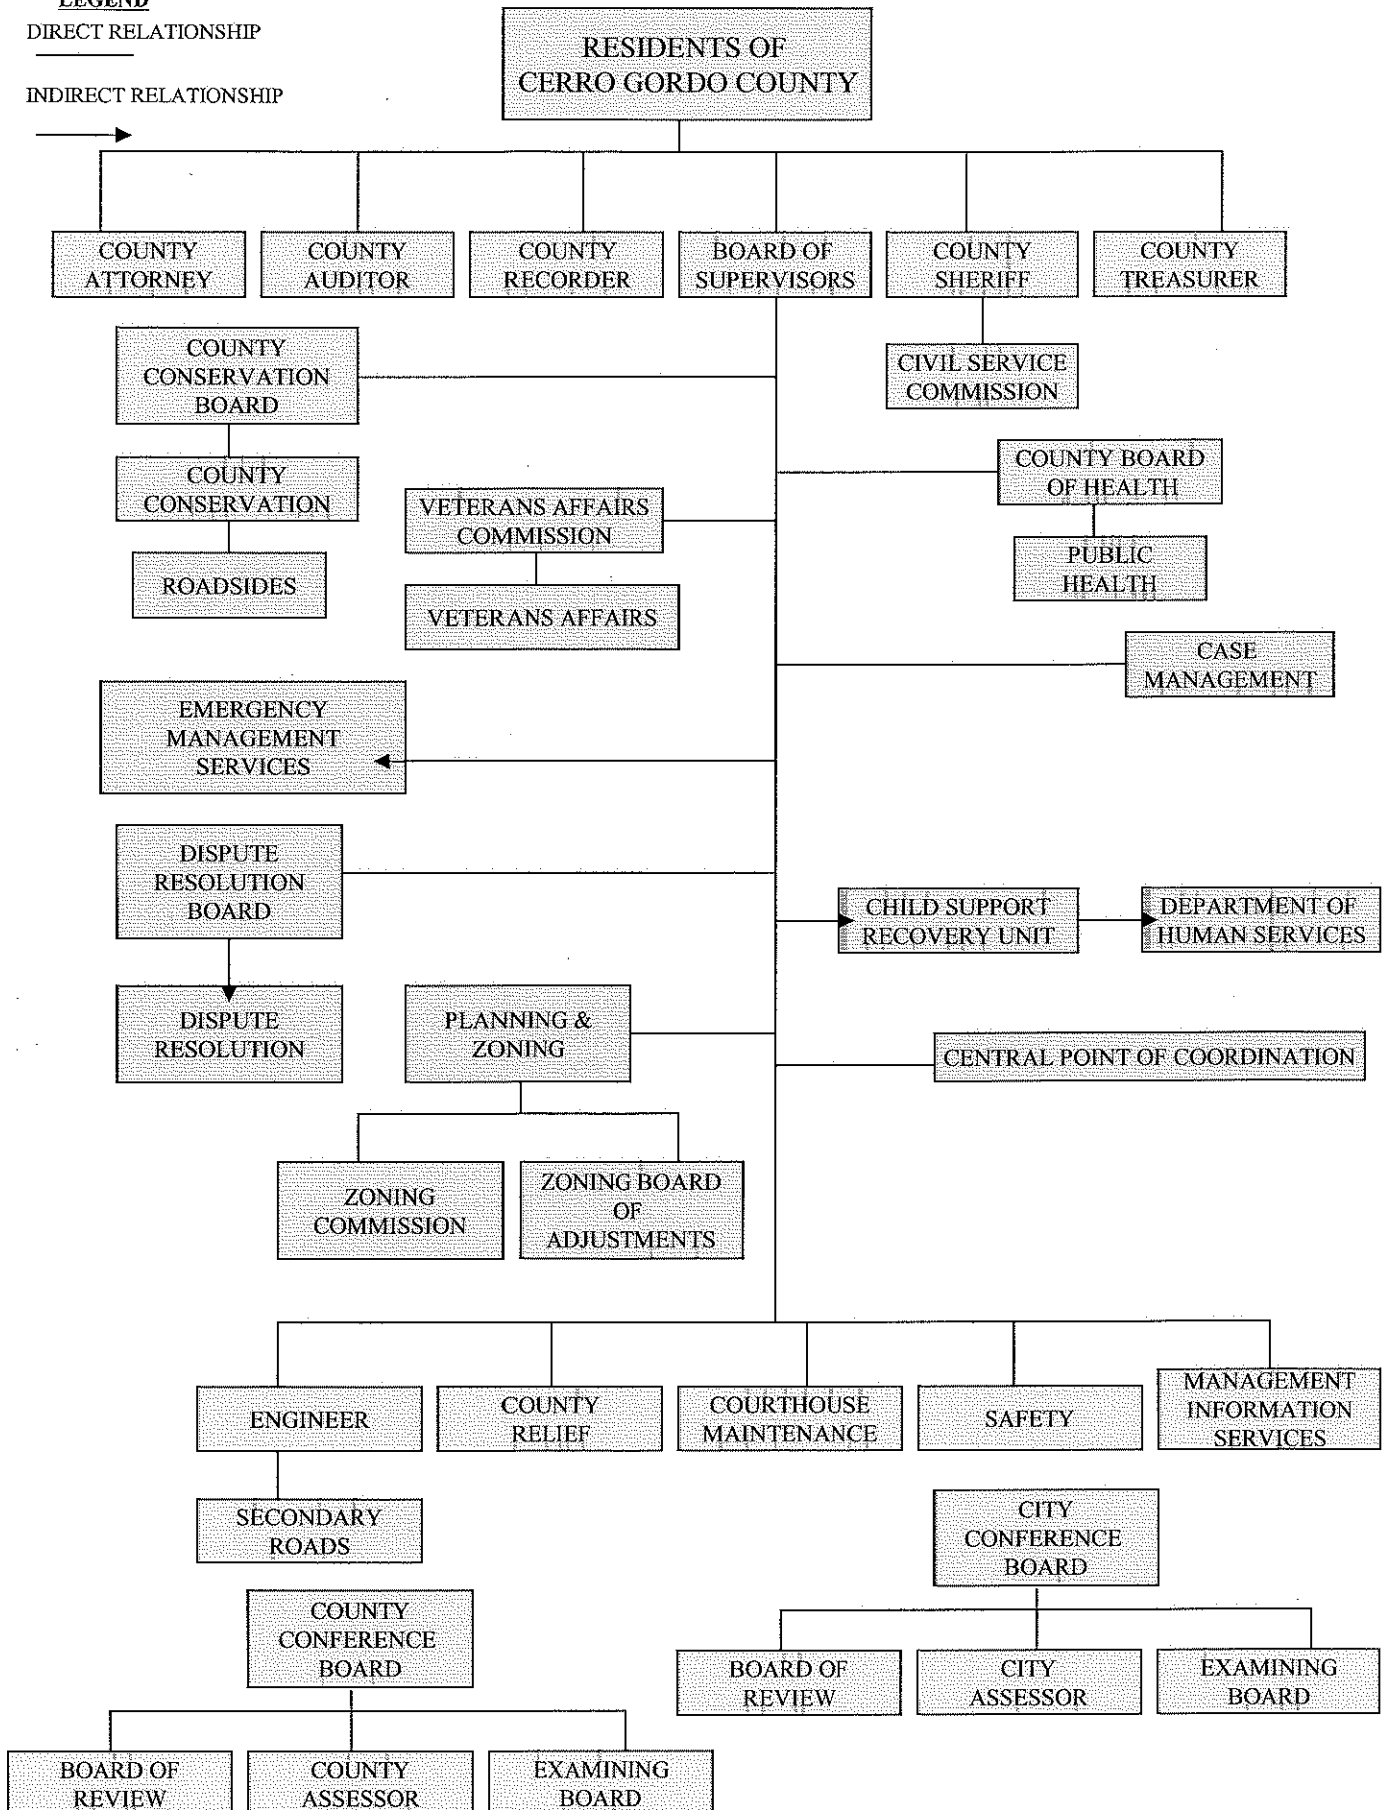 LEGEND
DIRECT RELATIONSHIP
INDIRECT RELATIONSHIP
RESIDENTS OF
CERRO GORDO COUNTY
COUNTY
ATTORNEY
COUNTY
AUDITOR
COUNTY
RECORDER
BOARD OF
SUPERVISORS
COUNTY
SHERIFF
COUNTY
TREASURER
COUNTY
CONSERVATION
BOARD
CIVIL SERVICE
COMMISSION
COUNTY
CONSERVATION
VETERANS AFFAIRS
COMMISSION
COUNTY BOARD
OF HEALTH
ROADSIDES
VETERANS AFFAIRS
PUBLIC
HEALTH
CASE
MANAGEMENT
EMERGENCY
MANAGEMENT
SERVICES
DISPUTE
RESOLUTION
BOARD
CHILD SUPPORT
RECOVERY UNIT
DEPARTMENT OF
HUMAN SERVICES
DISPUTE
RESOLUTION
PLANNING &
ZONING
CENTRAL POINT OF COORDINATION
ZONING
COMMISSION
ZONING BOARD
OF
ADJUSTMENTS
ENGINEER
COUNTY
RELIEF
COURTHOUSE
MAINTENANCE
SAFETY
MANAGEMENT
INFORMATION
SERVICES
SECONDARY
ROADS
CITY
CONFERENCE
BOARD
COUNTY
CONFERENCE
BOARD
BOARD OF
REVIEW
CITY
ASSESSOR
EXAMINING
BOARD
BOARD OF
REVIEW
COUNTY
ASSESSOR
EXAMINING
BOARD